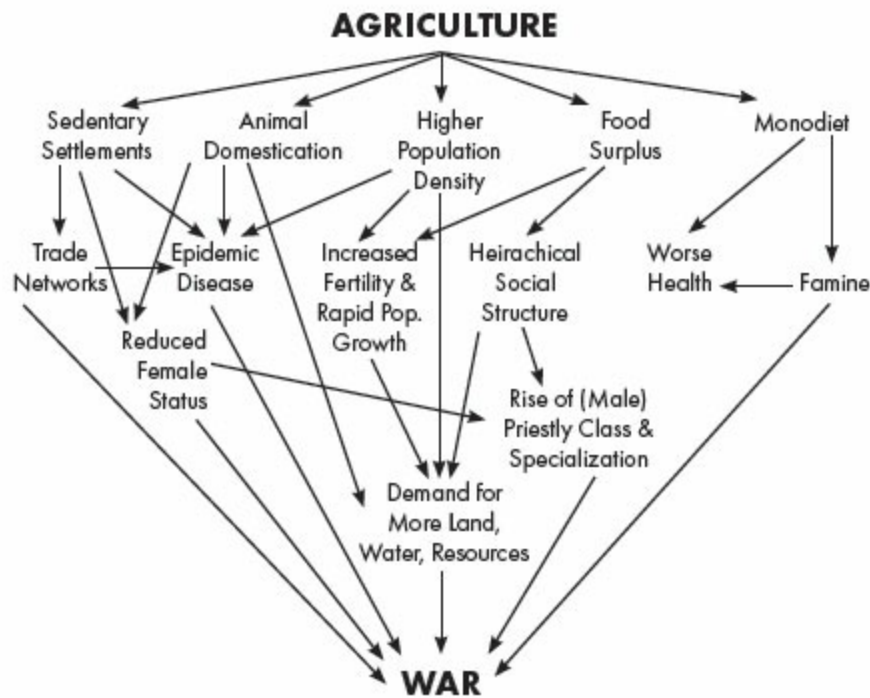 AGRICULTURE
Sedentary
Settlements
Animal
Domestication
Higher
Population
Density
Food
Surplus
Monodiet
Trade
Networks
Epidemic
Disease
Increased
Fertility &
Rapid Pop.
Growth
Heirachical
Social
Structure
Worse
Health
Famine
Reduced
Female
Status
Rise of (Male)
Priestly Class &
Specialization
Demand for
More Land,
Water, Resources
WAR